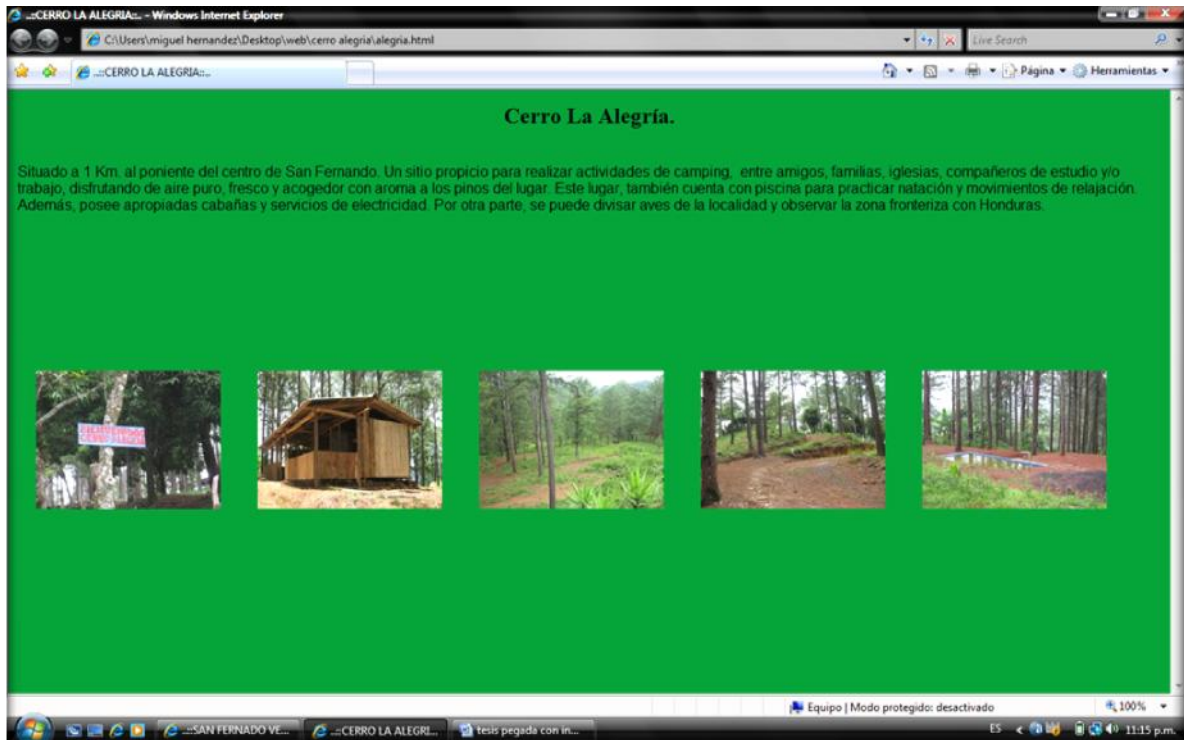 ..::CERRO LA ALEGRIA::.. - Windows Internet Explorer
C:\Users\miguel hernandez\Desktop\web\cerro alegria\alegria.html
Live Search
..::CERRO LA ALEGRIA::..
Página
Herramientas
Cerro La Alegría.
Situado a 1 Km. al poniente del centro de San Fernando. Un sitio propicio para realizar actividades de camping, entre amigos, familias, iglesias, compañeros de estudio y/o
trabajo, disfrutando de aire puro, fresco y acogedor con aroma a los pinos del lugar. Este lugar, también cuenta con piscina para practicar natación y movimientos de relajación.
Además, posee apropiadas cabañas y servicios de electricidad. Por otra parte, se puede divisar aves de la localidad y observar la zona fronteriza con Honduras.
Equipo | Modo protegido: desactivado
100%
..::SAN FERNADO VE...
..::CERRO LA ALEGRI...
tesis pegada con in...
ES
11:15 p.m.